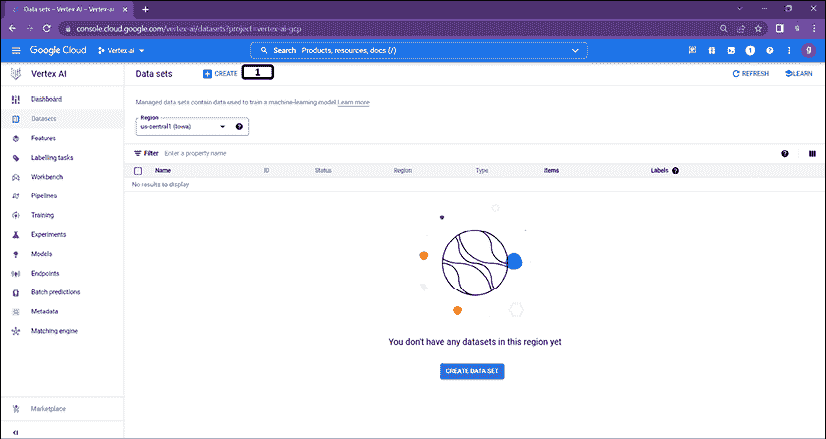 Data sets – Vertex AI – Vertex-ai
console.cloud.google.com/vertex-ai/datasets?project=vertex-ai-gcp
Google Cloud Vertex-ai Search Products, resources, docs (/) 1 g
Vertex AI Data sets CREATE 1 REFRESH LEARN
Dashboard
Datasets
Features
Labelling tasks
Workbench
Pipelines
Training
Experiments
Models
Endpoints
Batch predictions
Metadata
Matching engine
Marketplace
Managed data sets contain data used to train a machine-learning model Learn more
Region
us-central1 (Iowa)
Filter Enter a property name
Name ID Status Region Type Items Labels
No results to display
You don't have any datasets in this region yet
CREATE DATA SET